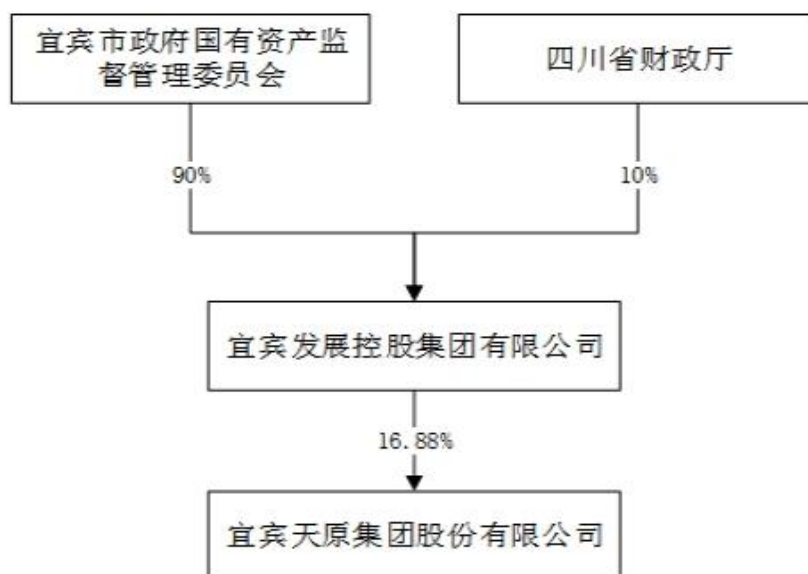 宜宾市政府国有资产监
督管理委员会
四川省财政厅
90%
10%
宜宾发展控股集团有限公司
16.88%
宜宾天原集团股份有限公司